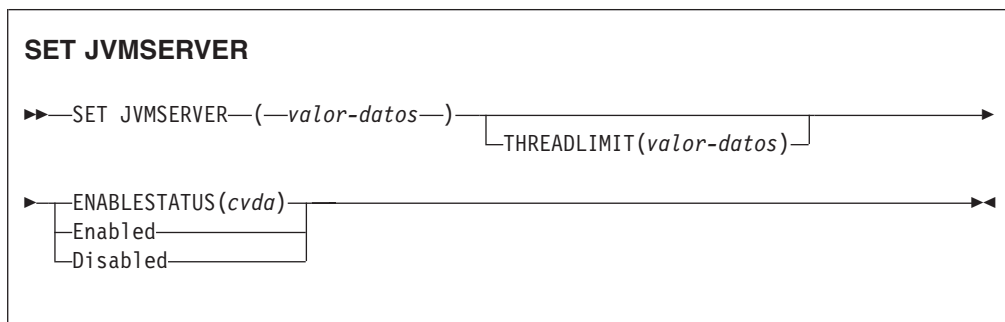 SET JVMSERVER
SET JVMSERVER ( valor-datos )
THREADLIMIT(valor-datos)
ENABLESTATUS(cvda)
Enabled
Disabled